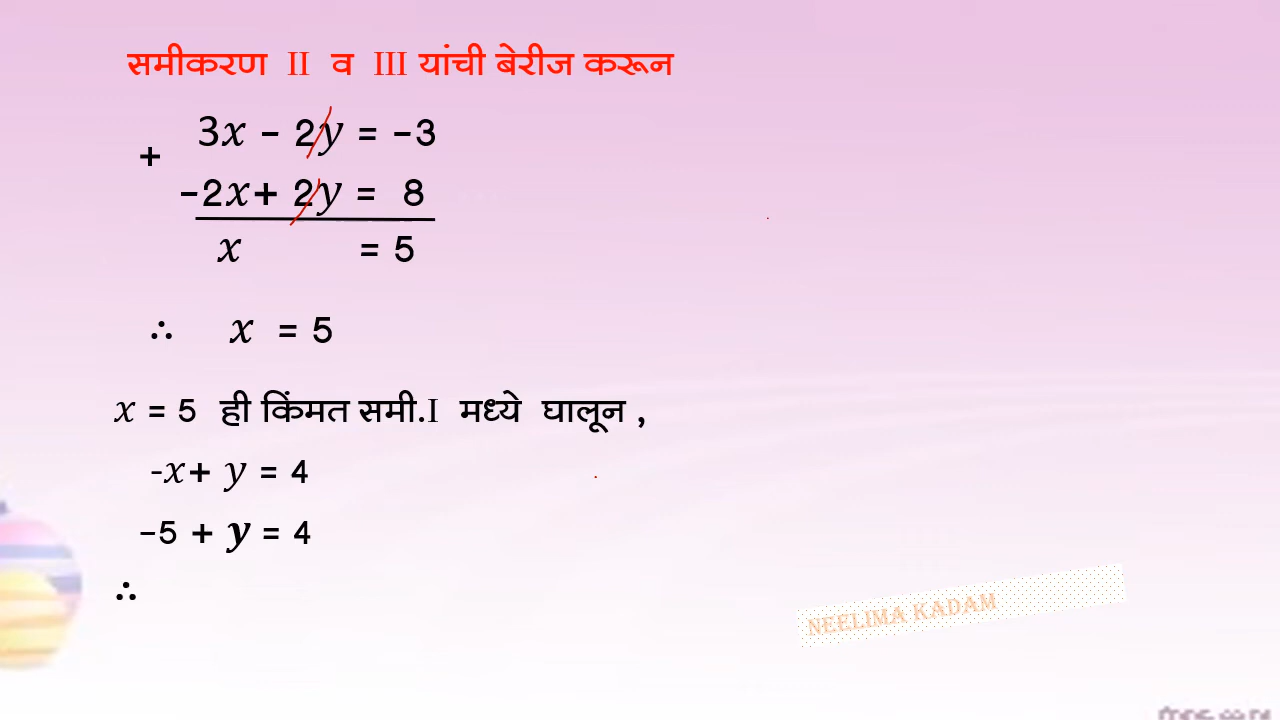 समीकरण II व III यांची बेरीज करून
3x – 2y = –3
+
–2x+ 2y = 8
x = 5
∴ x = 5
x = 5 ही किंमत समी.I मध्ये घालून ,
-x+ y = 4
–5 + y = 4
∴
NEELIMA KADAM